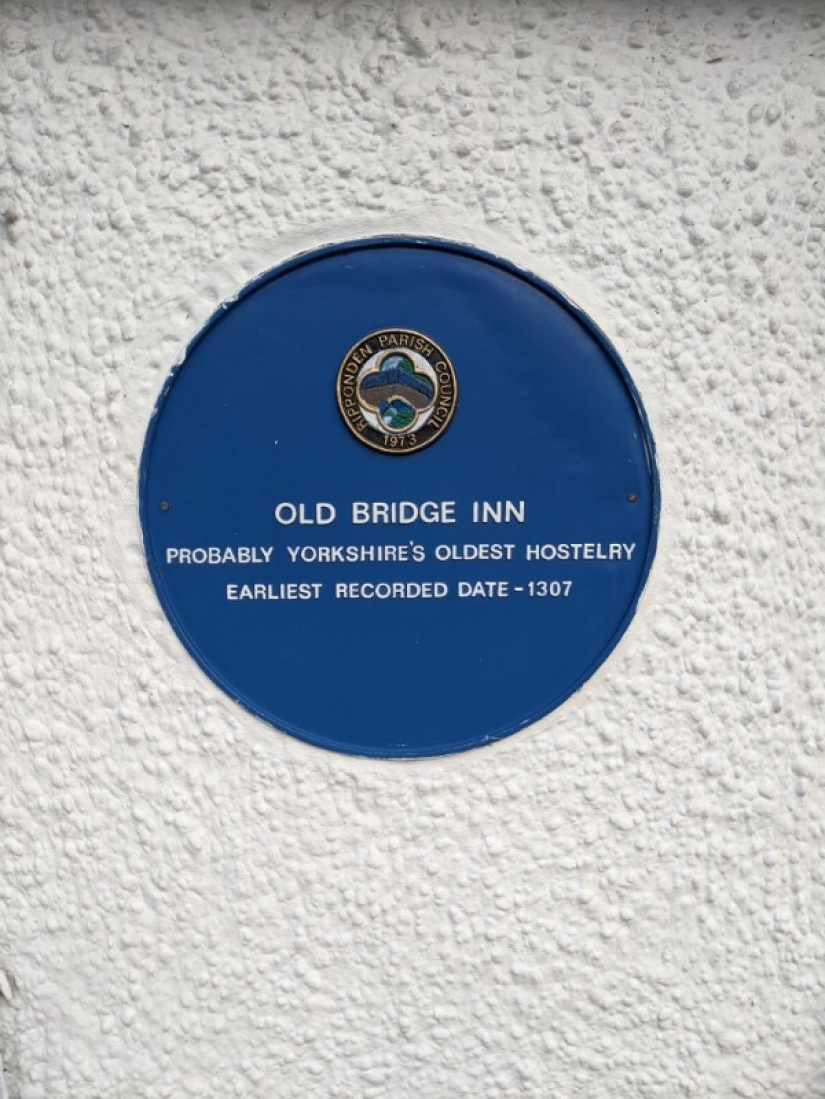 RIPPONDEN PARISH COUNCIL
1973
OLD BRIDGE INN
PROBABLY YORKSHIRE'S OLDEST HOSTELRY
EARLIEST RECORDED DATE - 1307